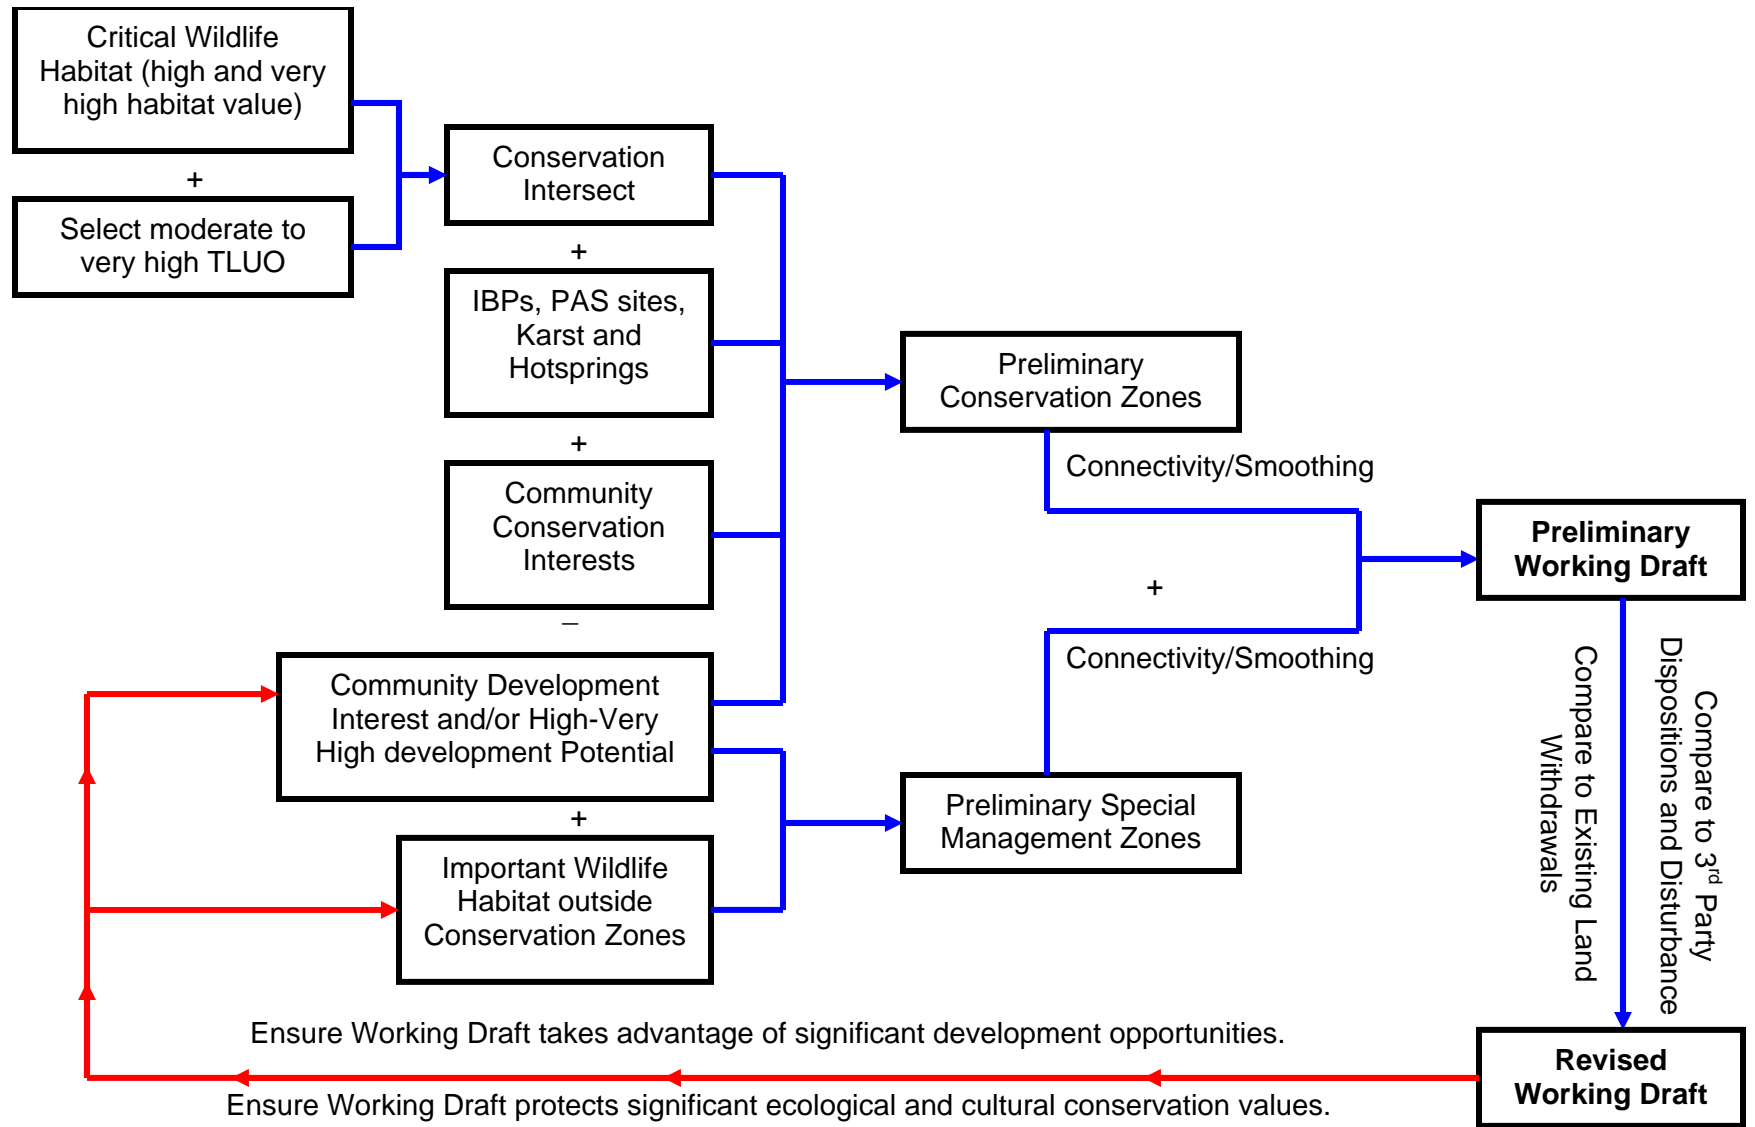 Critical Wildlife
Habitat (high and very
high habitat value)
+
Select moderate to
very high TLUO
Conservation
Intersect
+
IBPs, PAS sites,
Karst and
Hotsprings
+
Community
Conservation
Interests
–
Community Development
Interest and/or High-Very
High development Potential
+
Important Wildlife
Habitat outside
Conservation Zones
Preliminary
Conservation Zones
Connectivity/Smoothing
+
Connectivity/Smoothing
Preliminary Special
Management Zones
Preliminary
Working Draft
Compare to 3rd Party
Dispositions and Disturbance
Compare to Existing Land
Withdrawals
Revised
Working Draft
Ensure Working Draft takes advantage of significant development opportunities.
Ensure Working Draft protects significant ecological and cultural conservation values.